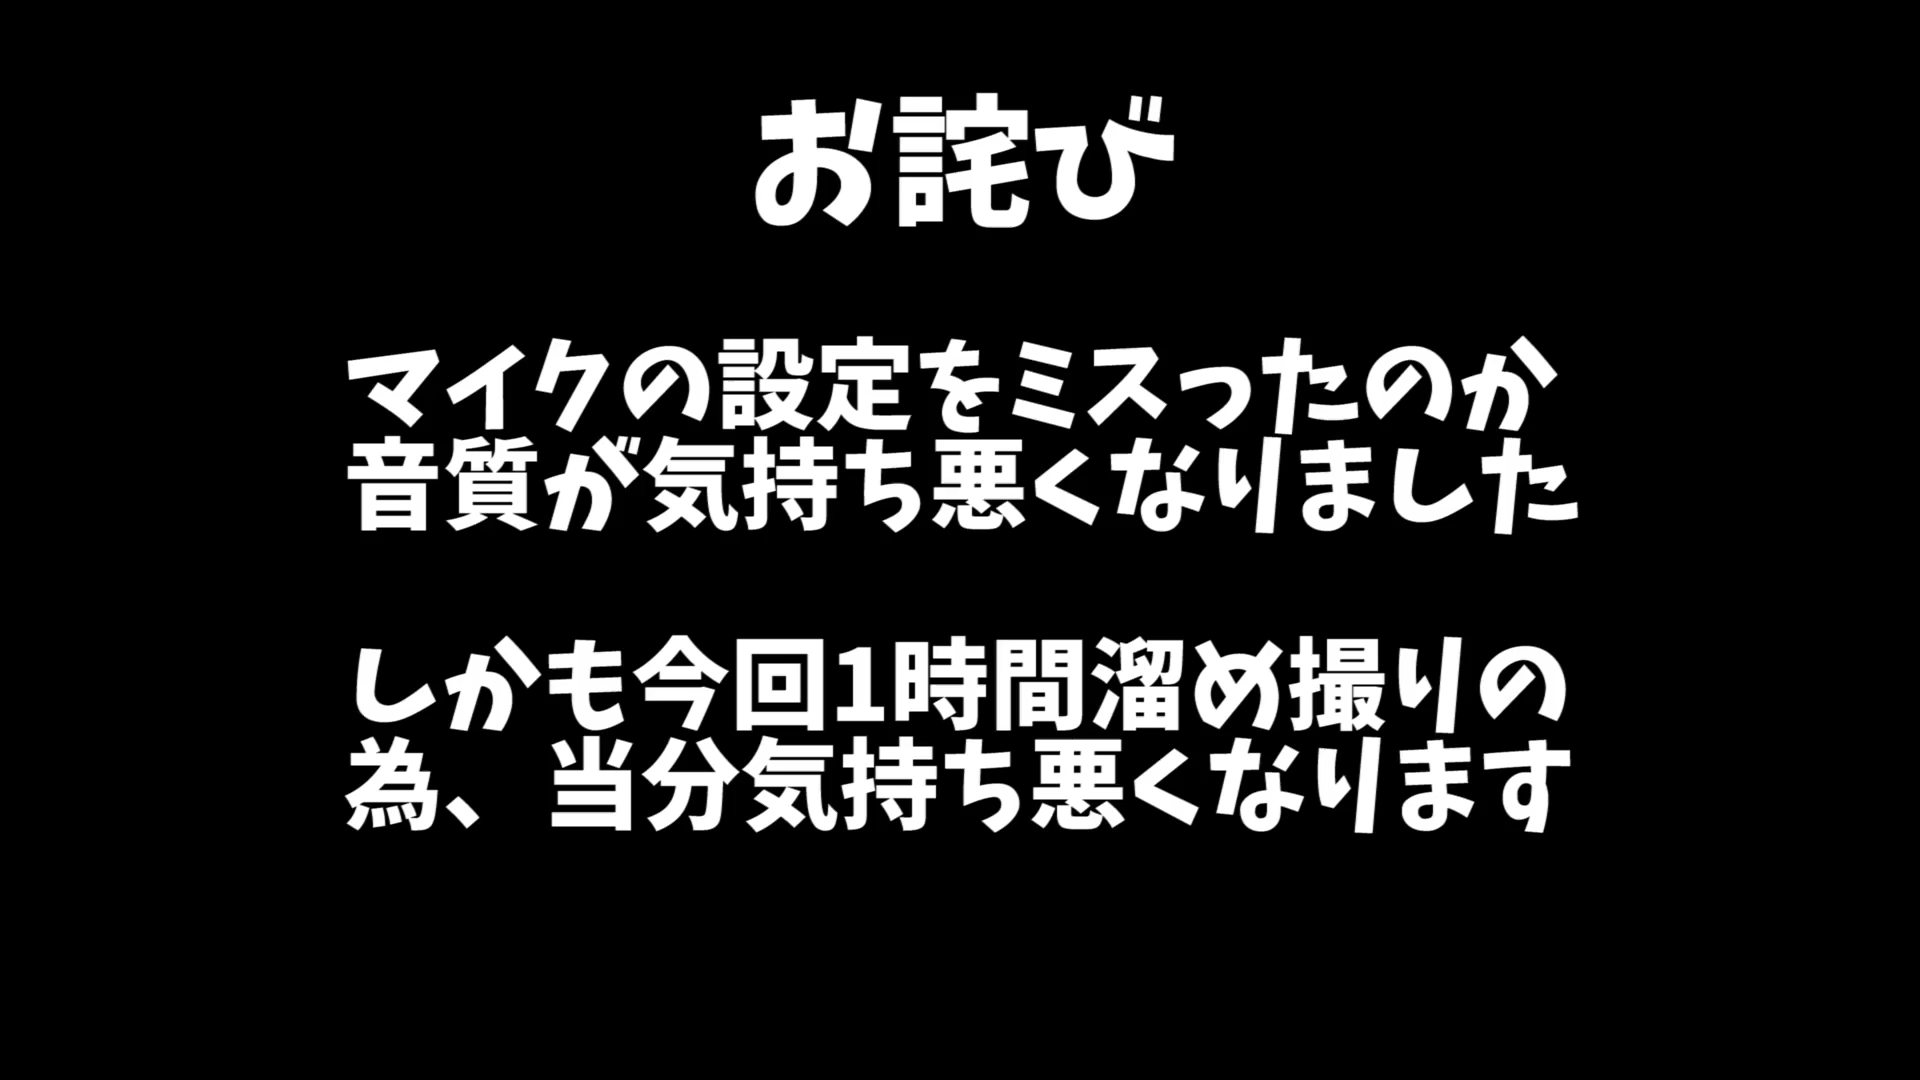 お詫び
マイクの設定をミスったのか
音質が気持ち悪くなりました
しかも今回1時間溜め撮りの
為、当分気持ち悪くなります